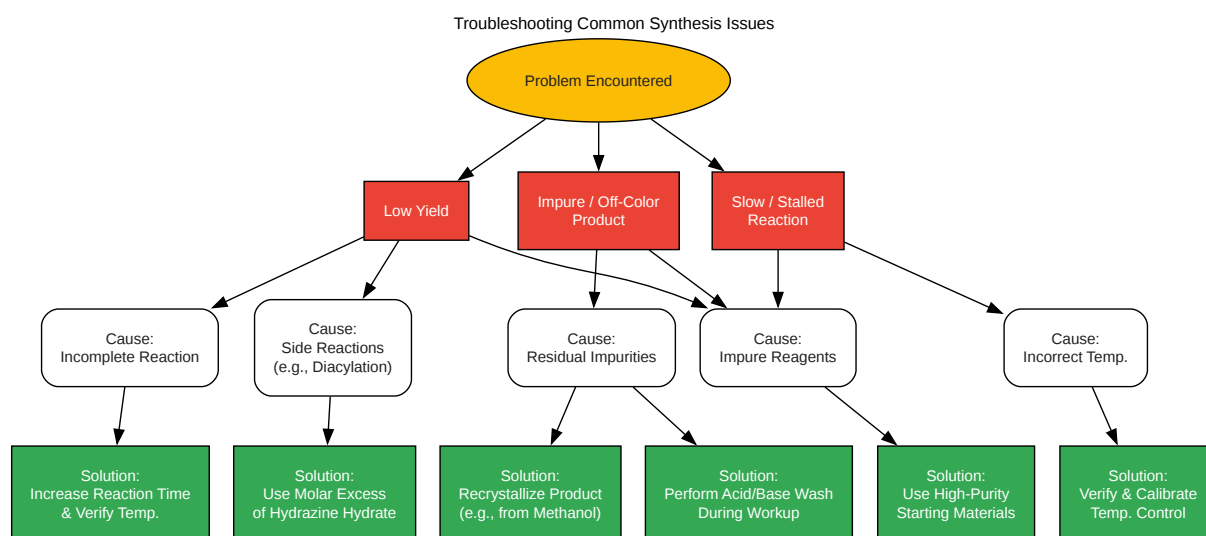 Troubleshooting Common Synthesis Issues
Problem Encountered
Low Yield
Impure / Off-Color
Product
Slow / Stalled
Reaction
Cause:
Incomplete Reaction
Cause:
Side Reactions
(e.g., Diacylation)
Cause:
Residual Impurities
Cause:
Impure Reagents
Cause:
Incorrect Temp.
Solution:
Increase Reaction Time
& Verify Temp.
Solution:
Use Molar Excess
of Hydrazine Hydrate
Solution:
Recrystallize Product
(e.g., from Methanol)
Solution:
Perform Acid/Base Wash
During Workup
Solution:
Use High-Purity
Starting Materials
Solution:
Verify & Calibrate
Temp. Control